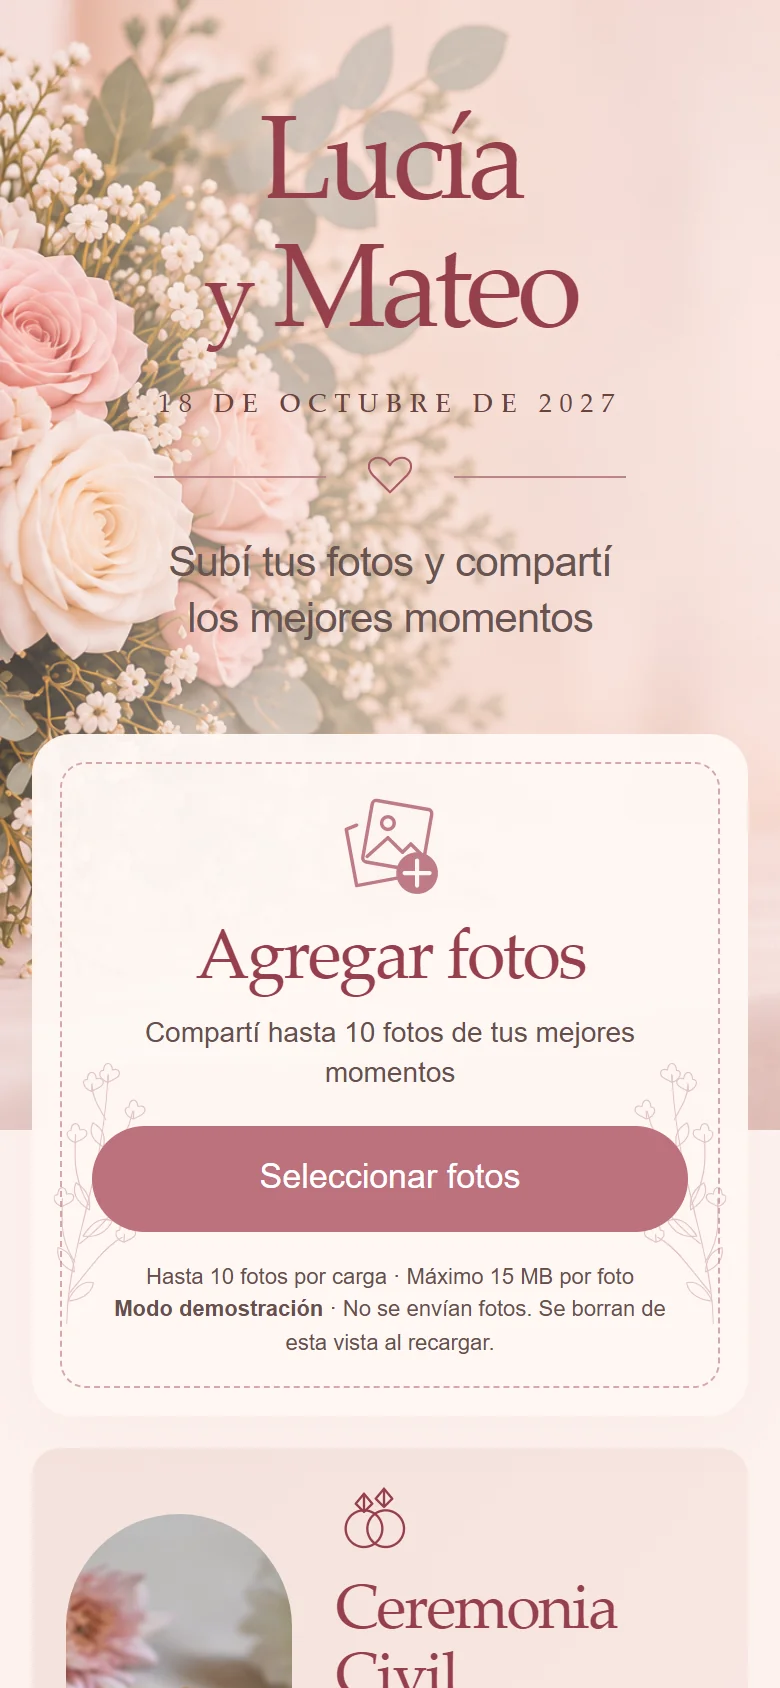 Lucía
y Mateo
18 DE OCTUBRE DE 2027
Subí tus fotos y compartí
los mejores momentos
Agregar fotos
Compartí hasta 10 fotos de tus mejores
momentos
Seleccionar fotos
Hasta 10 fotos por carga · Máximo 15 MB por foto
Modo demostración · No se envían fotos. Se borran de
esta vista al recargar.
Ceremonia
Civil